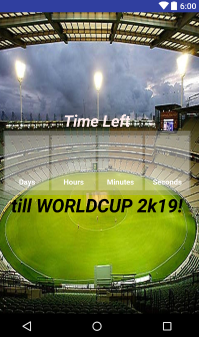 6:00
Time Left
Days Hours Minutes Seconds
till WORLDCUP 2k19!